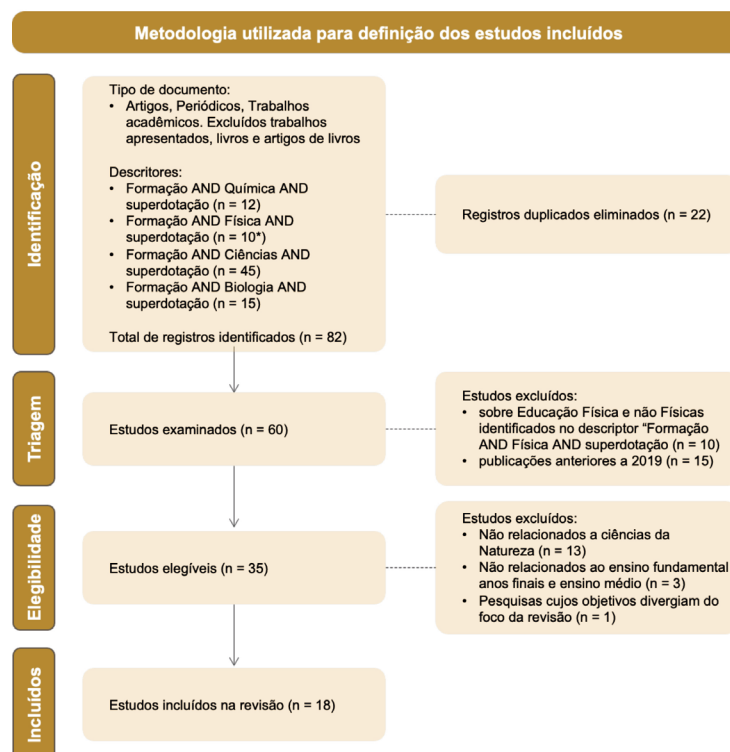 Metodologia utilizada para definição dos estudos incluídos
Identificação
Tipo de documento:
• Artigos, Periódicos, Trabalhos
acadêmicos. Excluídos trabalhos
apresentados, livros e artigos de livros
Descritores:
• Formação AND Química AND
superdotação (n = 12)
• Formação AND Física AND
superdotação (n = 10*)
• Formação AND Ciências AND
superdotação (n = 45)
• Formação AND Biologia AND
superdotação (n = 15)
Total de registros identificados (n = 82)
Registros duplicados eliminados (n = 22)
Triagem
Estudos examinados (n = 60)
Estudos excluídos:
• sobre Educação Física e não Físicas
identificados no descriptor “Formação
AND Física AND superdotação (n = 10)
• publicações anteriores a 2019 (n = 15)
Elegibilidade
Estudos elegíveis (n = 35)
Estudos excluídos:
• Não relacionados a ciências da
Natureza (n = 13)
• Não relacionados ao ensino fundamental
anos finais e ensino médio (n = 3)
• Pesquisas cujos objetivos divergiam do
foco da revisão (n = 1)
Incluídos
Estudos incluídos na revisão (n = 18)